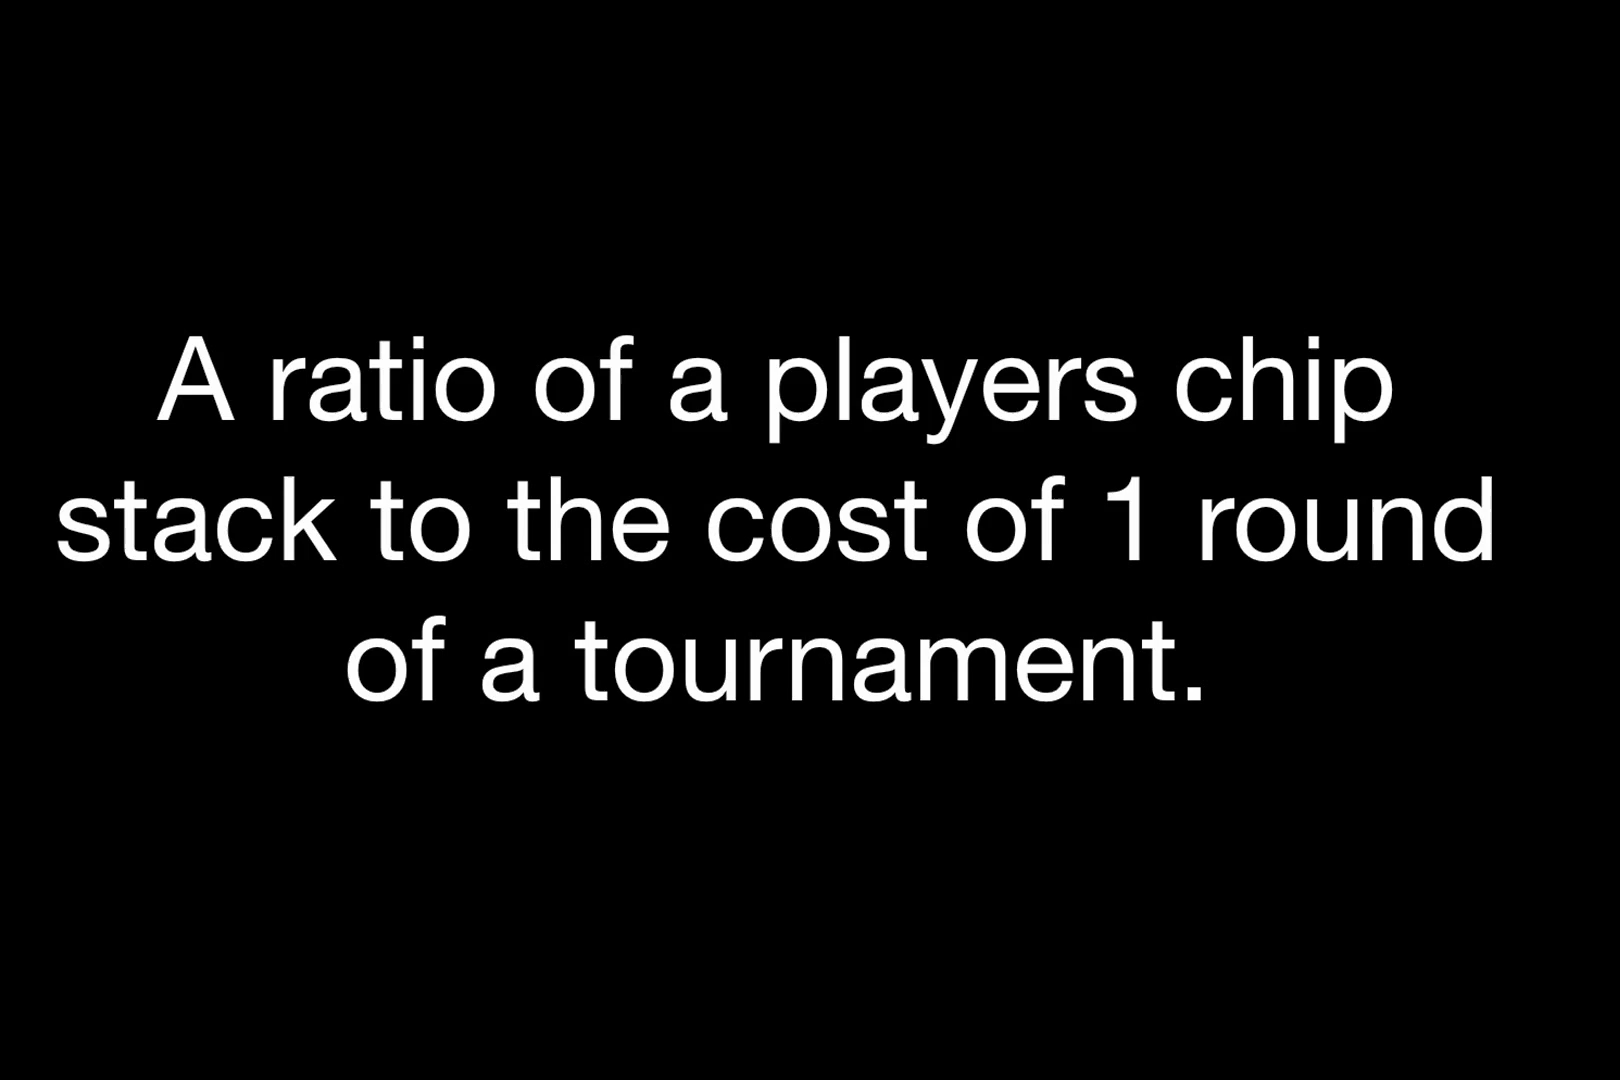 A ratio of a players chip
stack to the cost of 1 round
of a tournament.